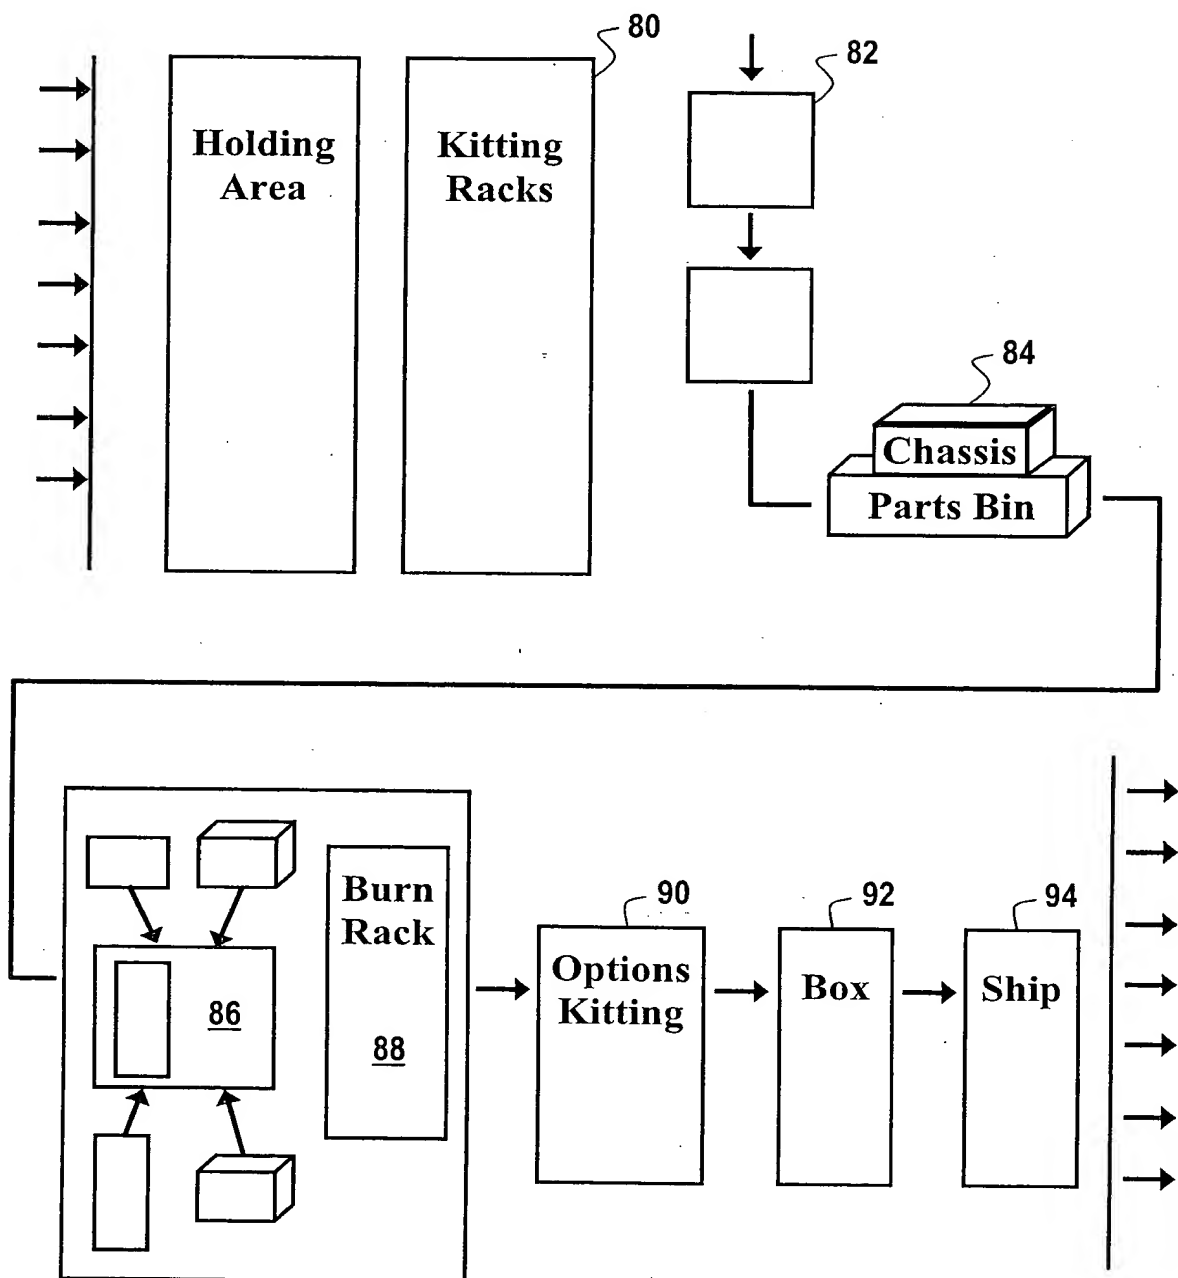 80
82
Holding
Area
Kitting
Racks
84
Chassis
Parts Bin
Burn
Rack
86
88
90
92
94
Options
Kitting
Box
Ship